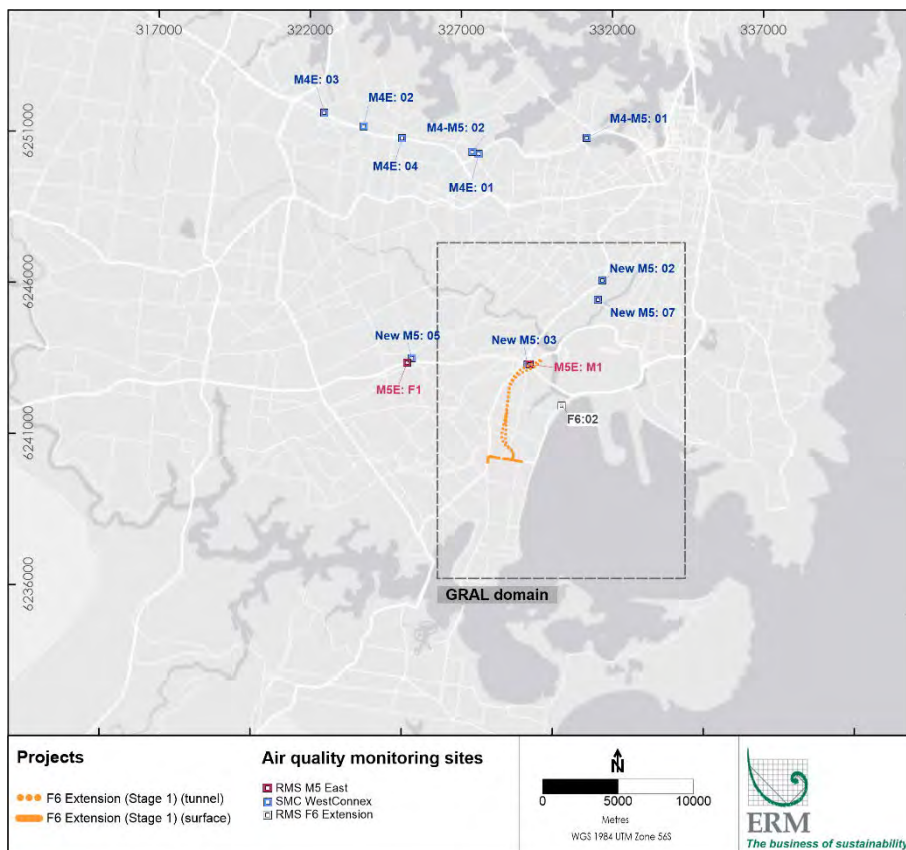 317000
322000
327000
332000
337000
M4E: 03
M4E: 02
M4-M5: 02
M4-M5: 01
6251000
M4E: 04
M4E: 01
New M5: 02
6246000
New M5: 07
New M5: 05
New M5: 03
M5E: M1
M5E: F1
F6:02
6241000
6236000
GRAL domain
Projects
F6 Extension (Stage 1) (tunnel)
F6 Extension (Stage 1) (surface)
Air quality monitoring sites
RMS M5 East
SMC WestConnex
RMS F6 Extension
N
0 5000 10000
Metres
WGS 1984 UTM Zone 56S
ERM
The business of sustainability